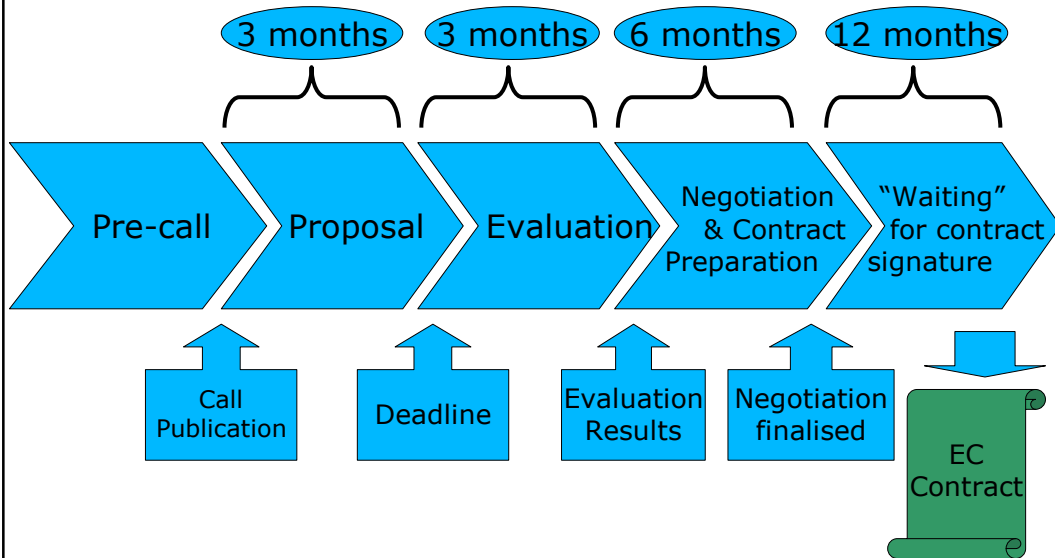 3 months
3 months
6 months
12 months
Pre-call
Proposal
Evaluation
Negotiation
& Contract
Preparation
“Waiting”
for contract
signature
Call
Publication
Deadline
Evaluation
Results
Negotiation
finalised
EC
Contract